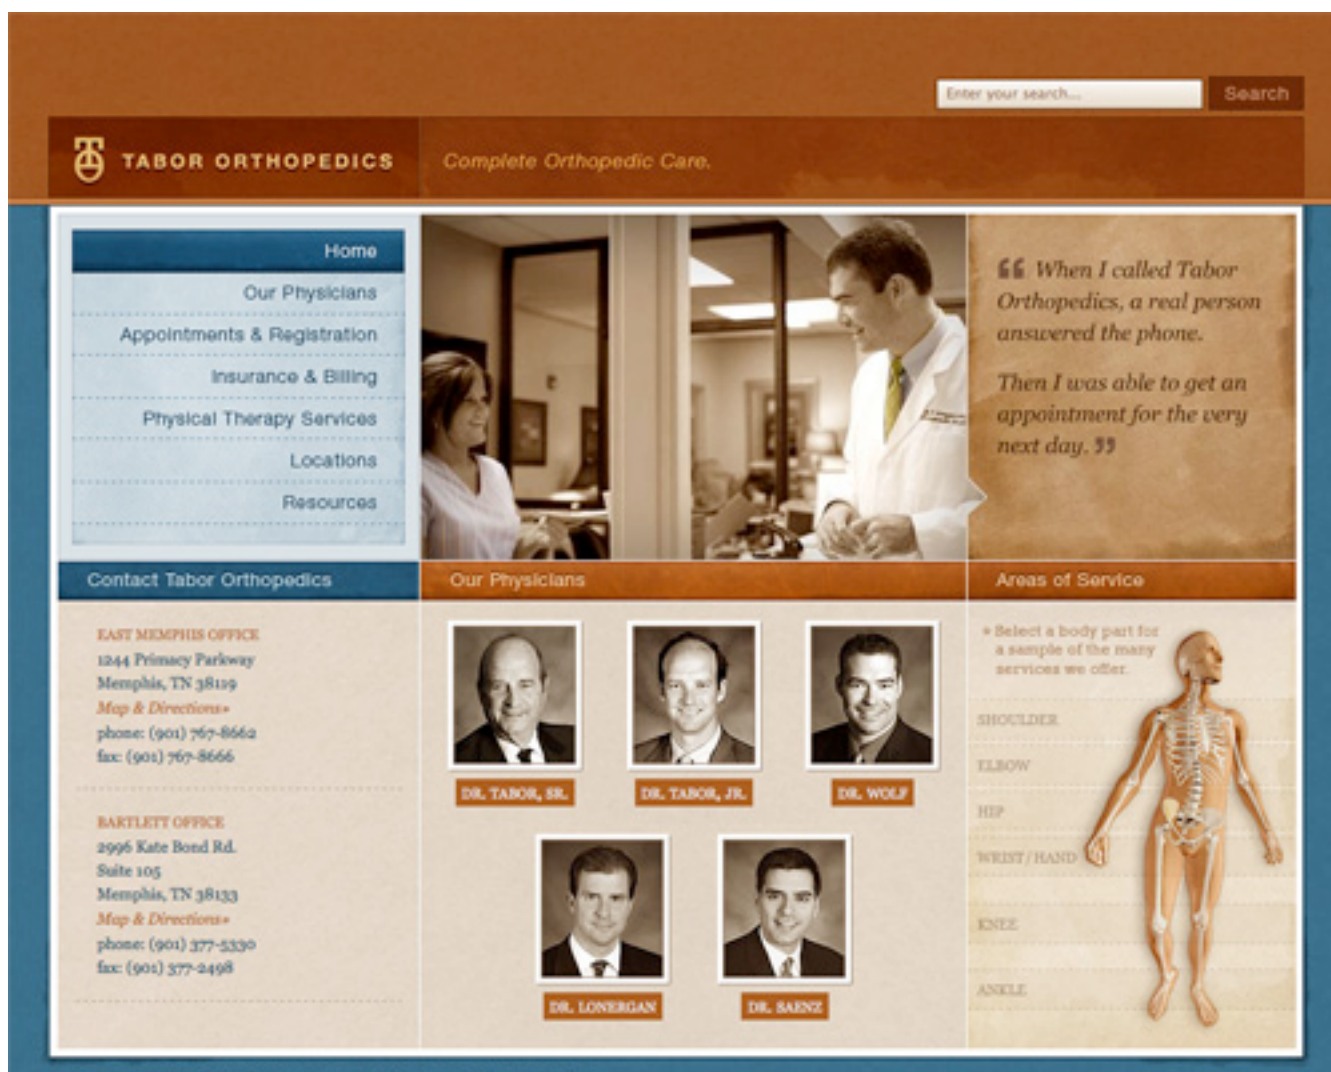 Enter your search...
Search
TABOR ORTHOPEDICS
Complete Orthopedic Care.
Home
Our Physicians
Appointments & Registration
Insurance & Billing
Physical Therapy Services
Locations
Resources
“ When I called Tabor
Orthopedics, a real person
answered the phone.
Then I was able to get an
appointment for the very
next day. ”
Contact Tabor Orthopedics
EAST MEMPHIS OFFICE
1244 Primacy Parkway
Memphis, TN 38119
Map & Directions»
phone: (901) 767-8662
fax: (901) 767-8666
BARTLETT OFFICE
2996 Kate Bond Rd.
Suite 105
Memphis, TN 38133
Map & Directions»
phone: (901) 377-5330
fax: (901) 377-2498
Our Physicians
DR. TABOR, SR.
DR. TABOR, JR.
DR. WOLF
DR. LONERGAN
DR. SAENZ
Areas of Service
» Select a body part for
a sample of the many
services we offer.
SHOULDER
ELBOW
HIP
WRIST / HAND
KNEE
ANKLE